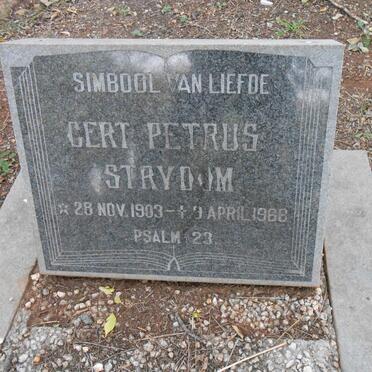 SIMBOOL VAN LIEFDE
GERT PETRUS
STRYDOM
* 28 NOV. 1903 – † 9 APRIL 1988
PSALM 23